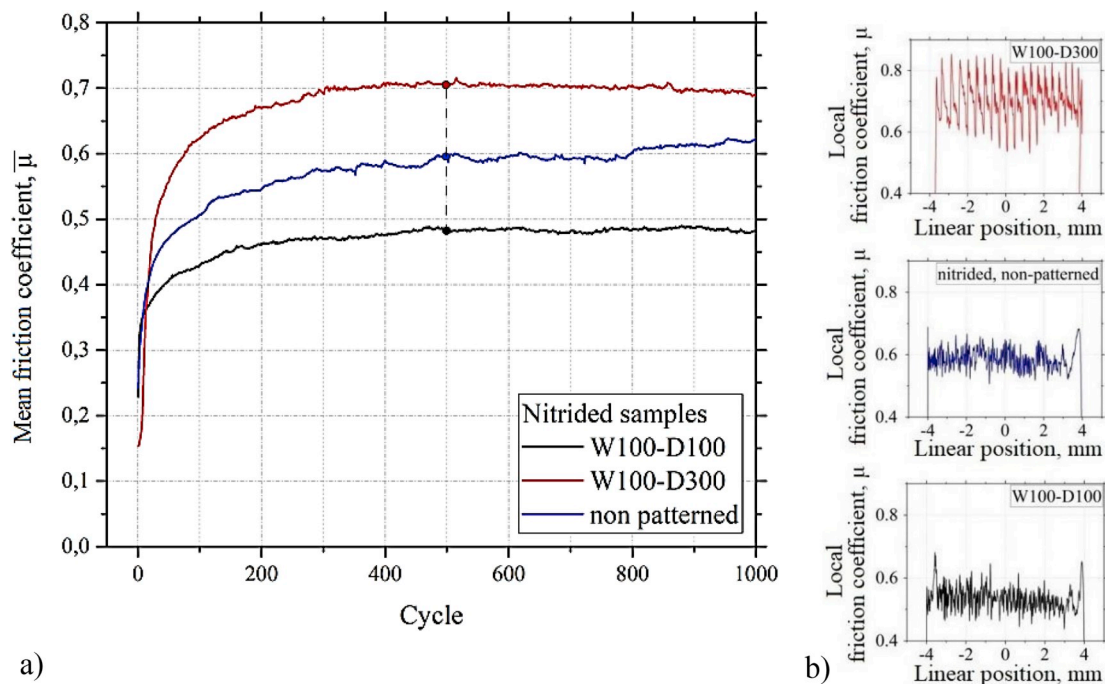 Mean friction coefficient, μ̅
0,8
0,7
0,6
0,5
0,4
0,3
0,2
0,1
0,0
0
200
400
600
800
1000
Cycle
Nitrided samples
W100-D100
W100-D300
non patterned
a)
W100-D300
Local
friction coefficient, μ
0.8
0.6
0.4
-4
-2
0
2
4
Linear position, mm
nitrided, non-patterned
Local
friction coefficient, μ
0.8
0.6
0.4
-4
-2
0
2
4
Linear position, mm
W100-D100
Local
friction coefficient, μ
0.8
0.6
0.4
-4
-2
0
2
4
Linear position, mm
b)